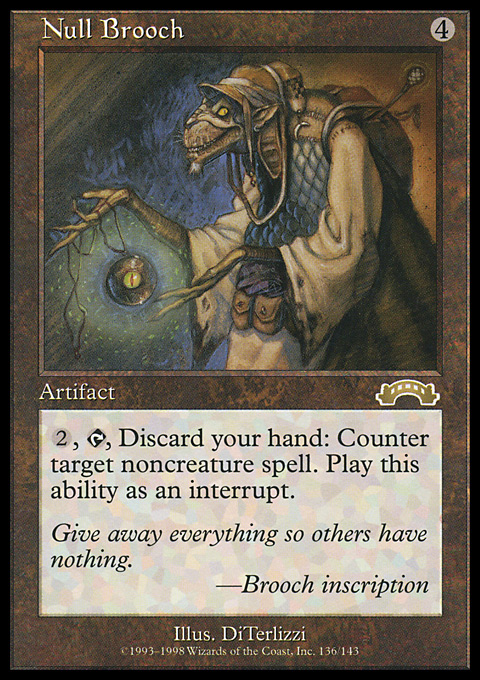 Null Brooch 4
Artifact
2, , Discard your hand: Counter
target noncreature spell. Play this
ability as an interrupt.
Give away everything so others have
nothing.
—Brooch inscription
Illus. DiTerlizzi
©1993–1998 Wizards of the Coast, Inc. 136/143